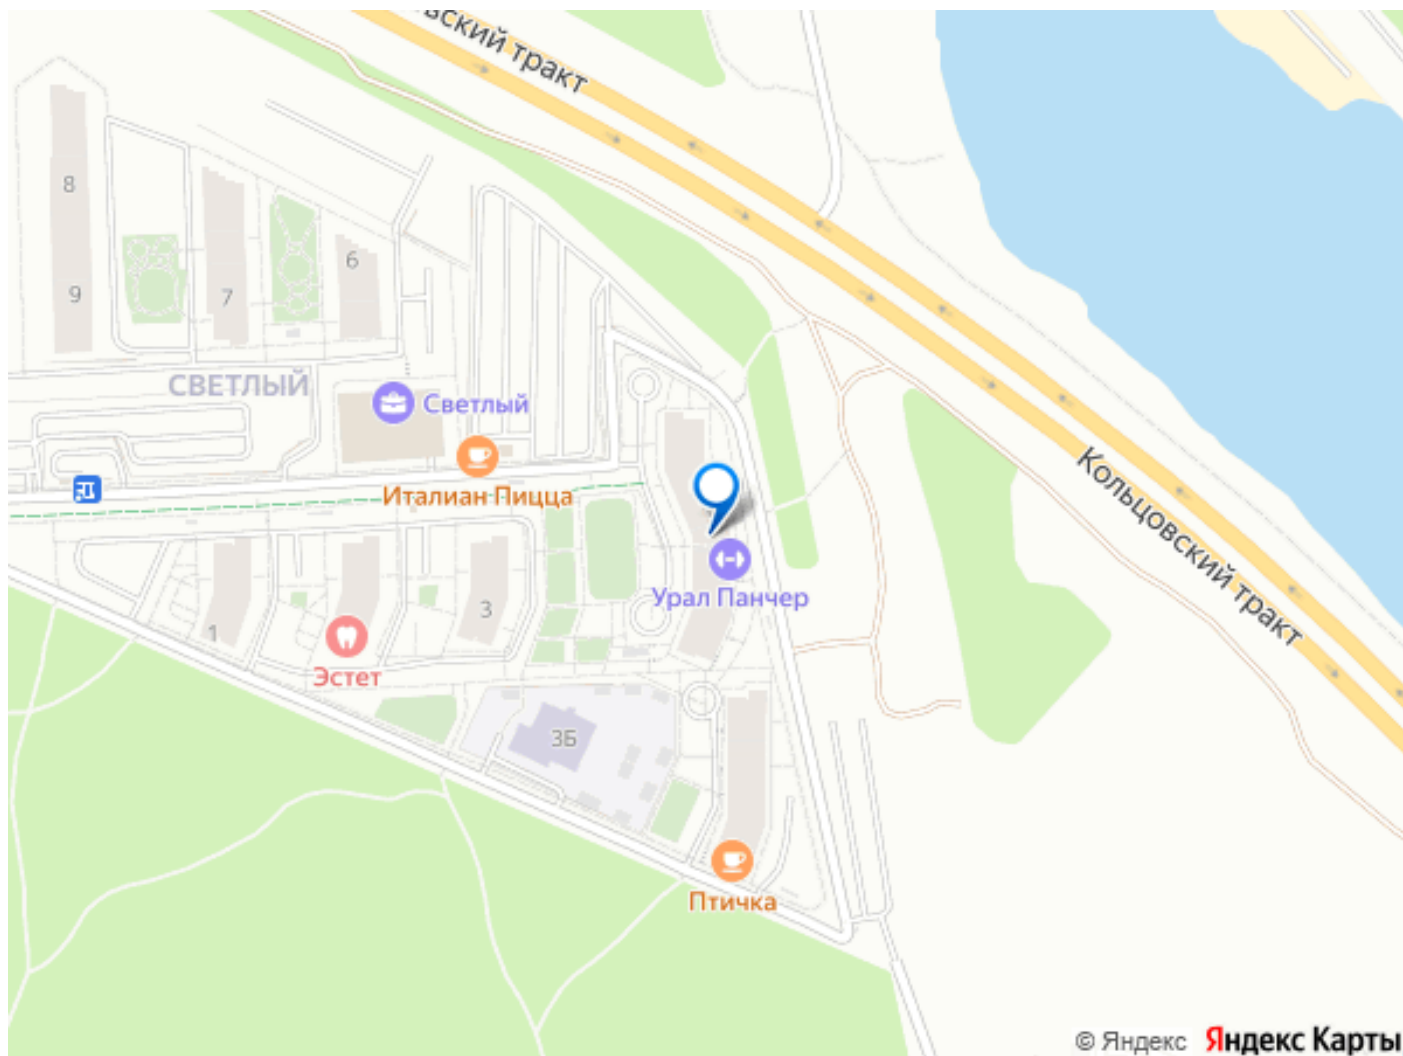 ьский тракт
8
9
7
6
СВЕТЛЫЙ
Светлый
Италиан Пицца
Кольцовский тракт
Урал Панчер
1
3
Эстет
3Б
Птичка
© Яндекс Яндекс Карты